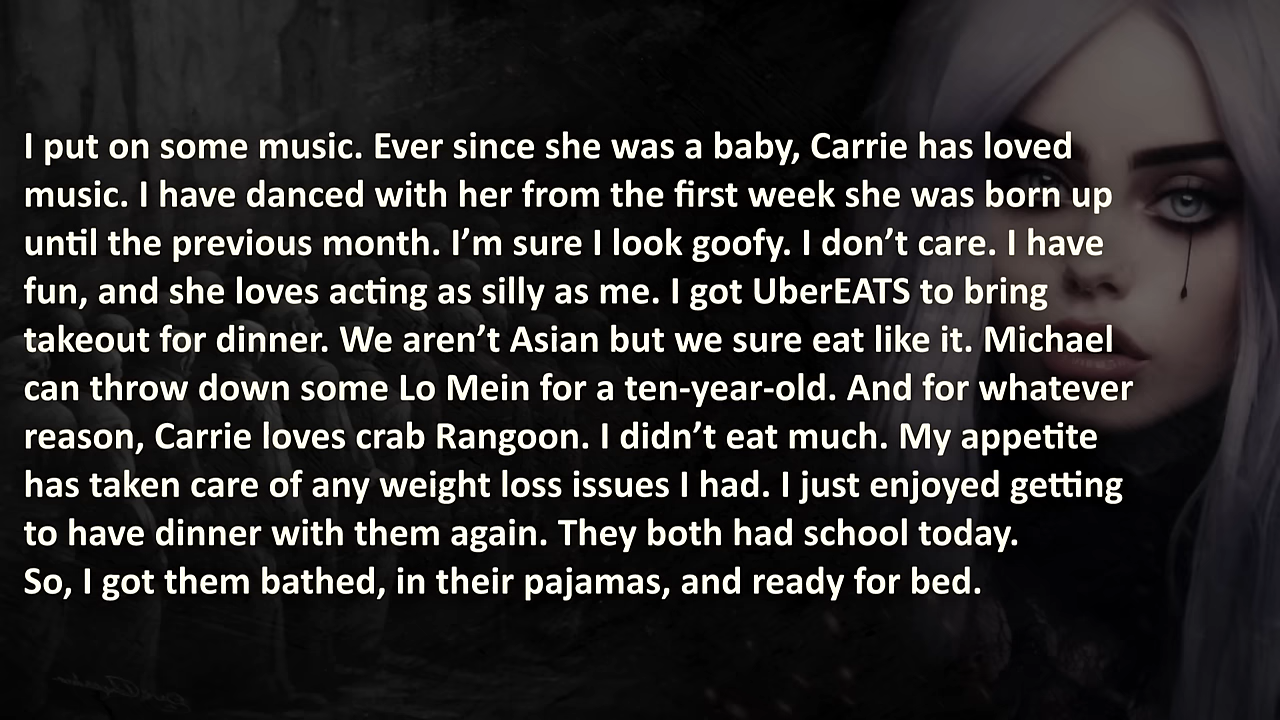 I put on some music. Ever since she was a baby, Carrie has loved
music. I have danced with her from the first week she was born up
until the previous month. I’m sure I look goofy. I don’t care. I have
fun, and she loves acting as silly as me. I got UberEATS to bring
takeout for dinner. We aren’t Asian but we sure eat like it. Michael
can throw down some Lo Mein for a ten-year-old. And for whatever
reason, Carrie loves crab Rangoon. I didn’t eat much. My appetite
has taken care of any weight loss issues I had. I just enjoyed getting
to have dinner with them again. They both had school today.
So, I got them bathed, in their pajamas, and ready for bed.